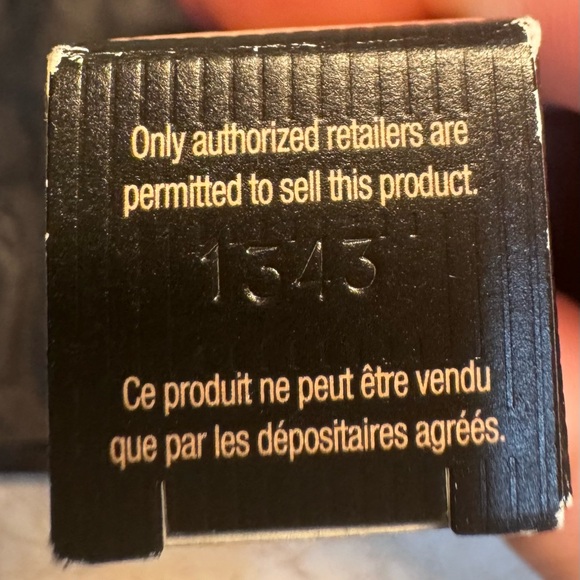 Only authorized retailers are
permitted to sell this product.
1343
Ce produit ne peut être vendu
que par les dépositaires agréés.